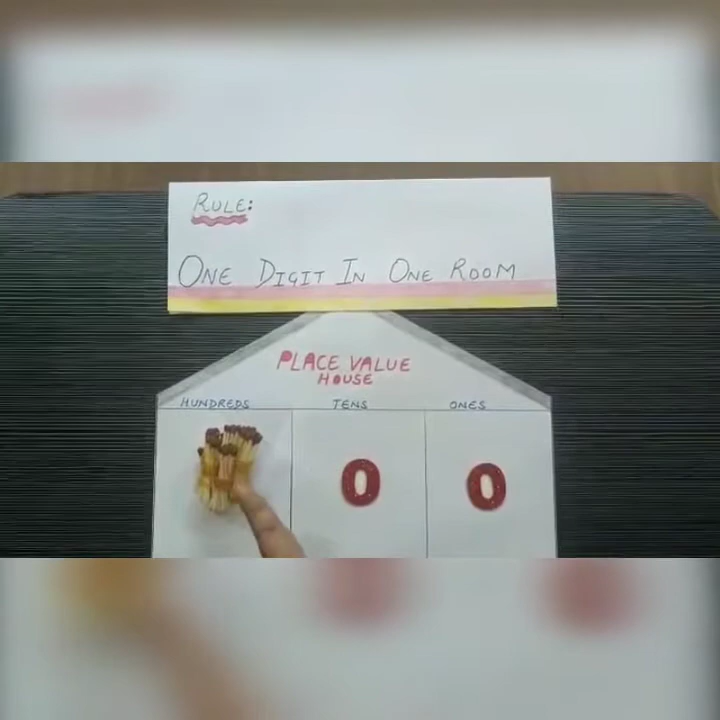 RULE:
ONE DIGIT IN ONE ROOM
PLACE VALUE
HOUSE
HUNDREDS TENS ONES
0 0